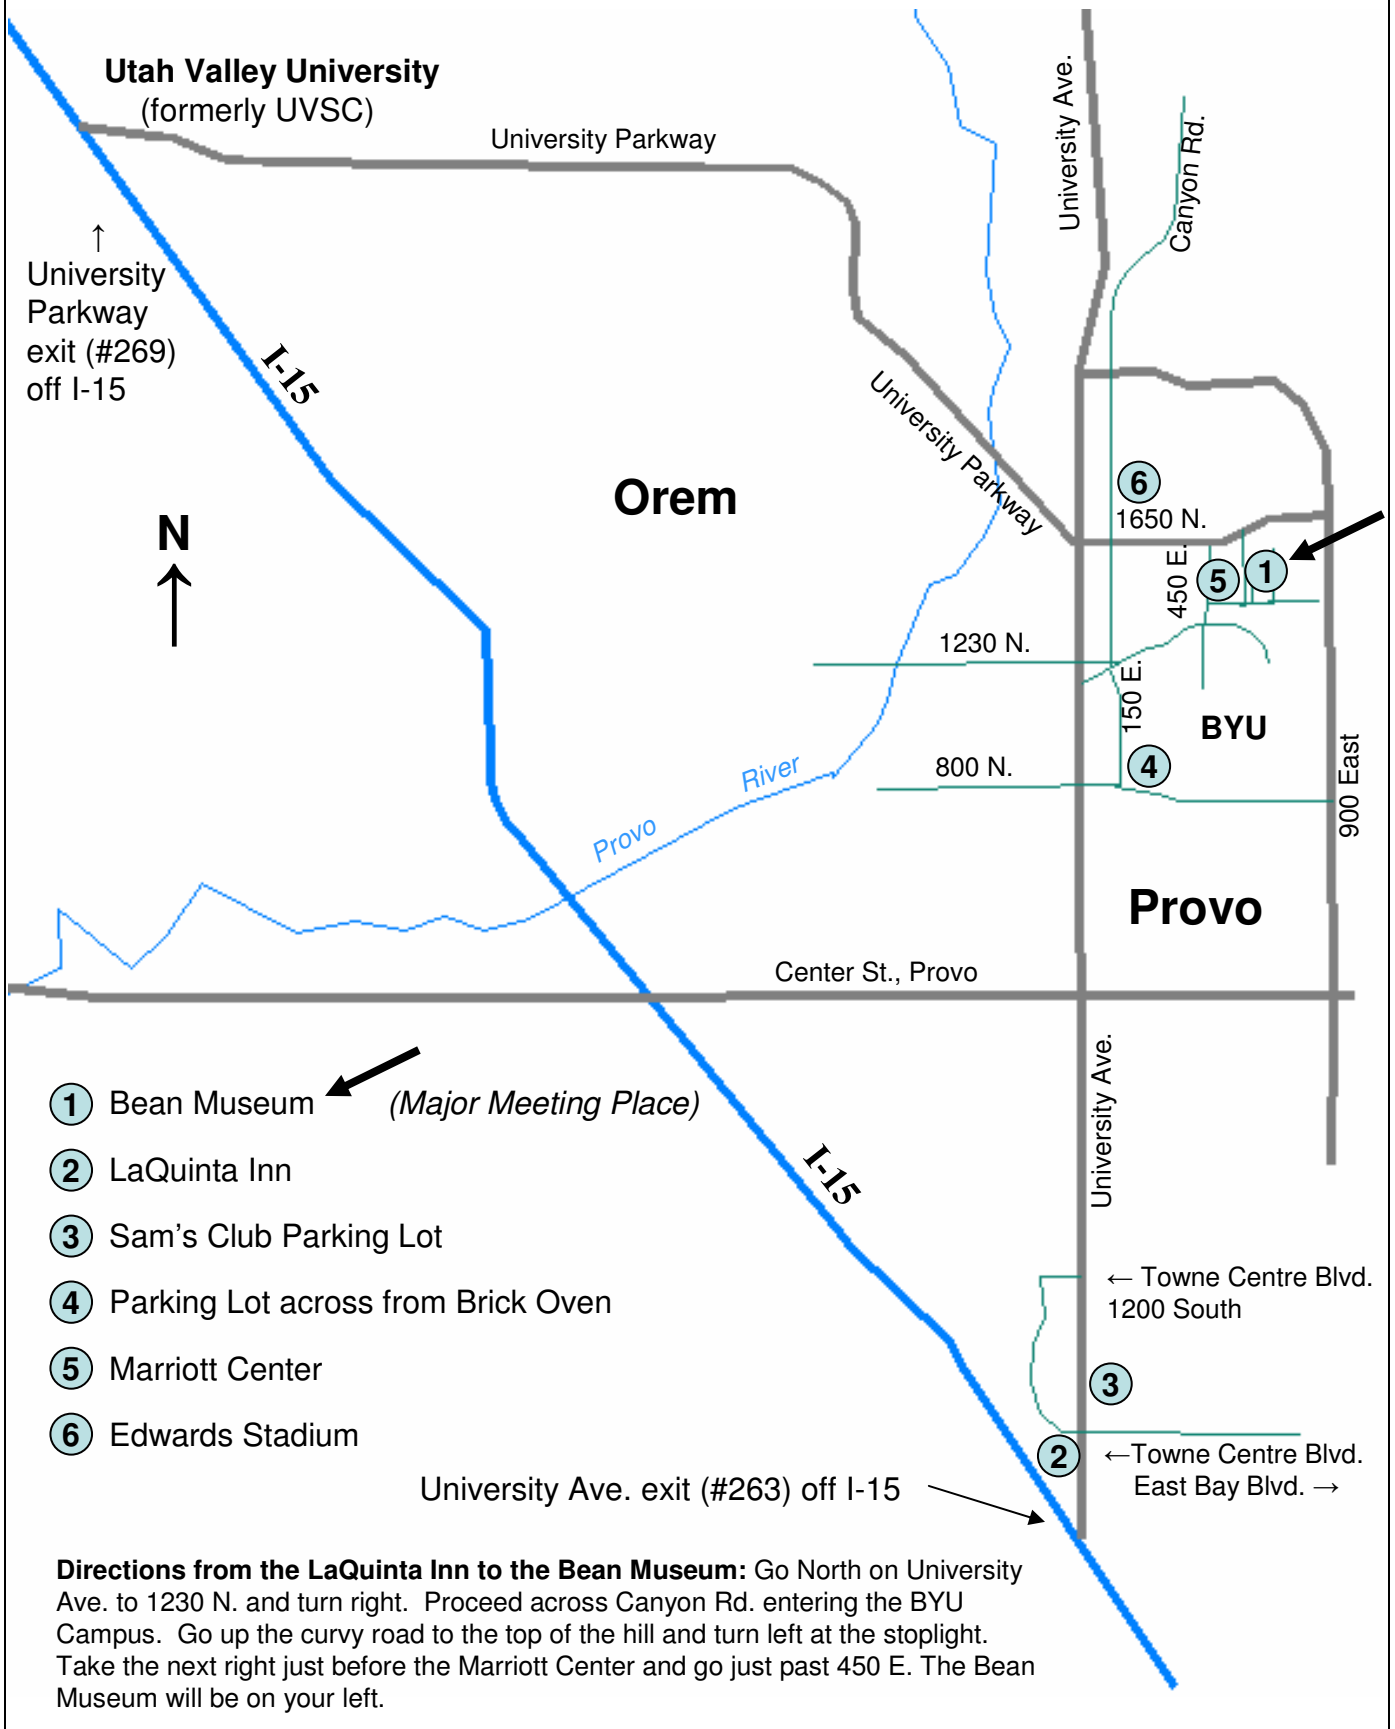 Utah Valley University
(formerly UVSC)
University Parkway
University Ave.
Canyon Rd.
↑
University
Parkway
exit (#269)
off I-15
I-15
University Parkway
Orem
N
6
1650 N.
450 E.
5
1
1230 N.
150 E.
BYU
800 N.
4
900 East
River
Provo
Provo
Center St., Provo
University Ave.
1 Bean Museum (Major Meeting Place)
2 LaQuinta Inn
3 Sam's Club Parking Lot
4 Parking Lot across from Brick Oven
5 Marriott Center
6 Edwards Stadium
I-15
← Towne Centre Blvd.
1200 South
3
2
←Towne Centre Blvd.
East Bay Blvd. →
University Ave. exit (#263) off I-15
Directions from the LaQuinta Inn to the Bean Museum: Go North on University
Ave. to 1230 N. and turn right. Proceed across Canyon Rd. entering the BYU
Campus. Go up the curvy road to the top of the hill and turn left at the stoplight.
Take the next right just before the Marriott Center and go just past 450 E. The Bean
Museum will be on your left.